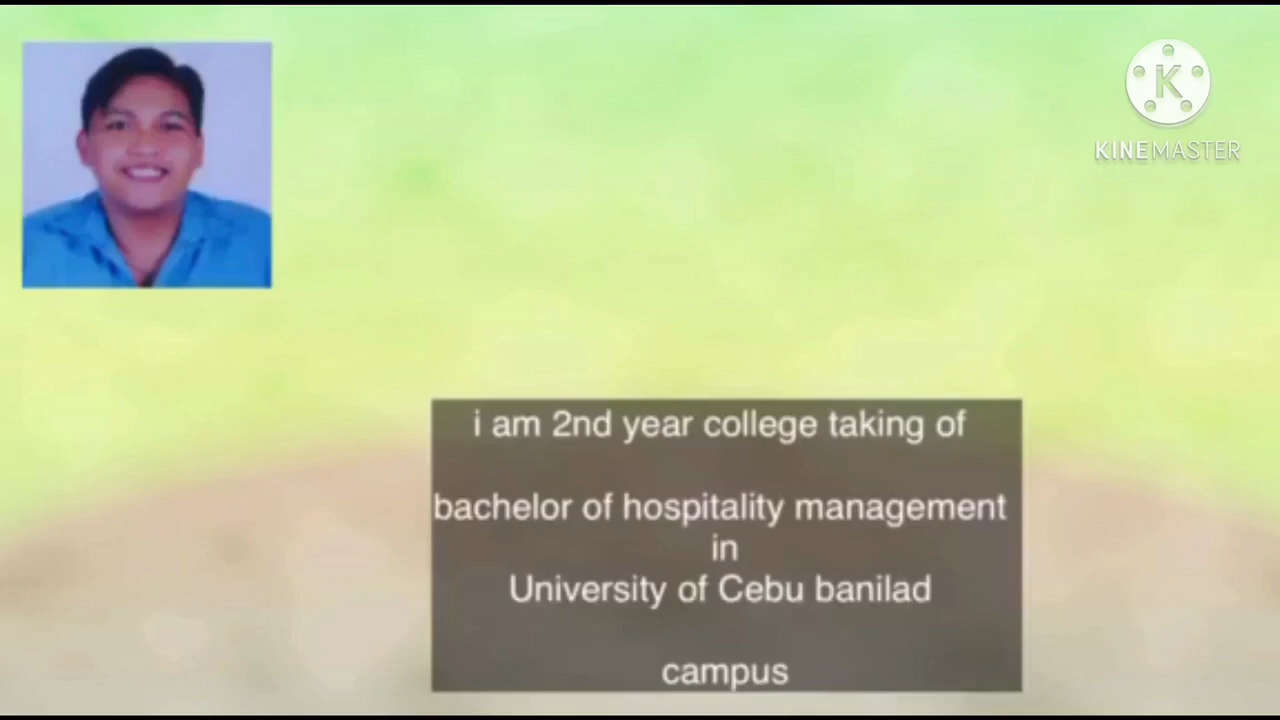 K
KINEMASTER
i am 2nd year college taking of
bachelor of hospitality management
in
University of Cebu banilad
campus